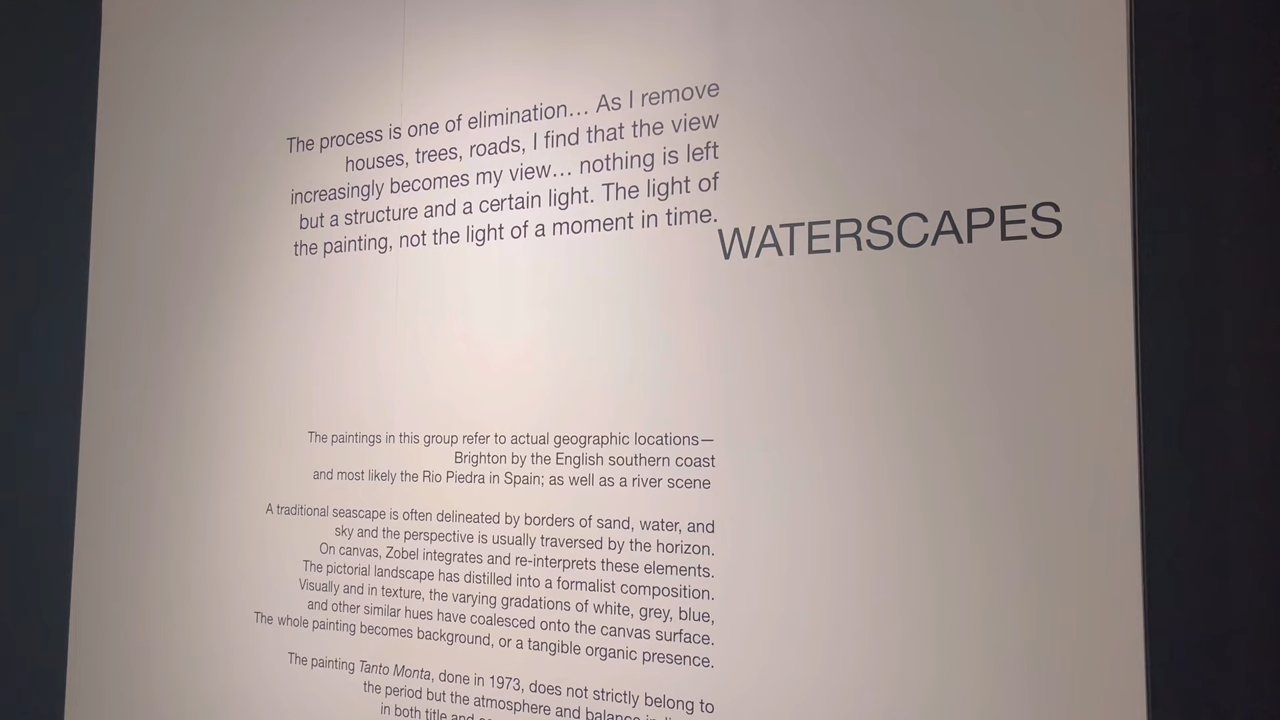 The process is one of elimination… As I remove
houses, trees, roads, I find that the view
increasingly becomes my view… nothing is left
but a structure and a certain light. The light of
the painting, not the light of a moment in time.
WATERSCAPES
The paintings in this group refer to actual geographic locations—
Brighton by the English southern coast
and most likely the Rio Piedra in Spain; as well as a river scene
A traditional seascape is often delineated by borders of sand, water, and
sky and the perspective is usually traversed by the horizon.
On canvas, Zobel integrates and re-interprets these elements.
The pictorial landscape has distilled into a formalist composition.
Visually and in texture, the varying gradations of white, grey, blue,
and other similar hues have coalesced onto the canvas surface.
The whole painting becomes background, or a tangible organic presence.
The painting Tanto Monta, done in 1973, does not strictly belong to
the period but the atmosphere and balance
in both title and